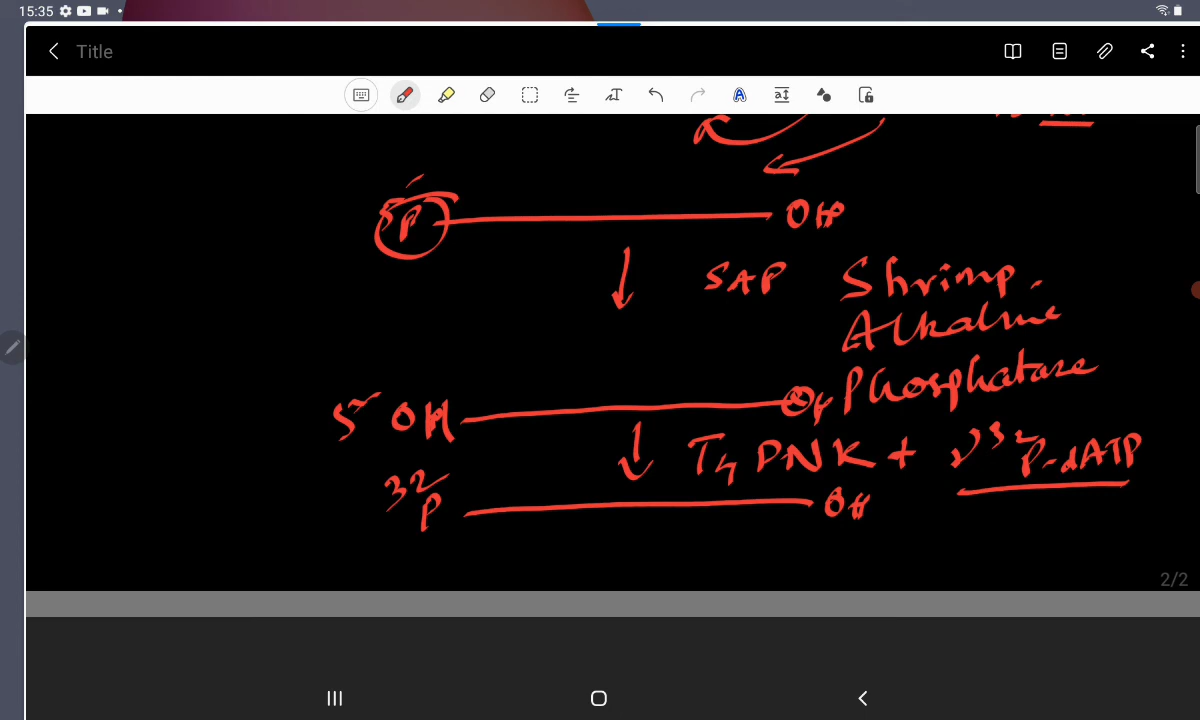 15:35
Title
5' P OH
SAP Shrimp
Alkaline
Phosphatase
5' OH OH
T4 PNK + γ32P-dATP
32P OH
2/2